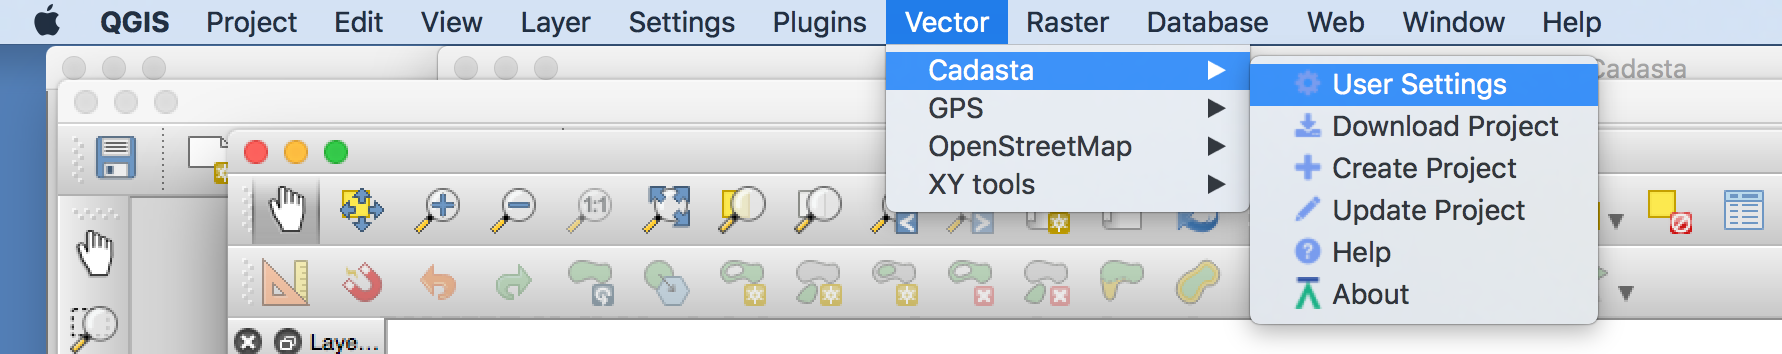 QGIS Project Edit View Layer Settings Plugins Vector Raster Database Web Window Help
Cadasta
Cadasta
GPS
OpenStreetMap
XY tools
User Settings
Download Project
Create Project
Update Project
Help
About
1:1
Laye...